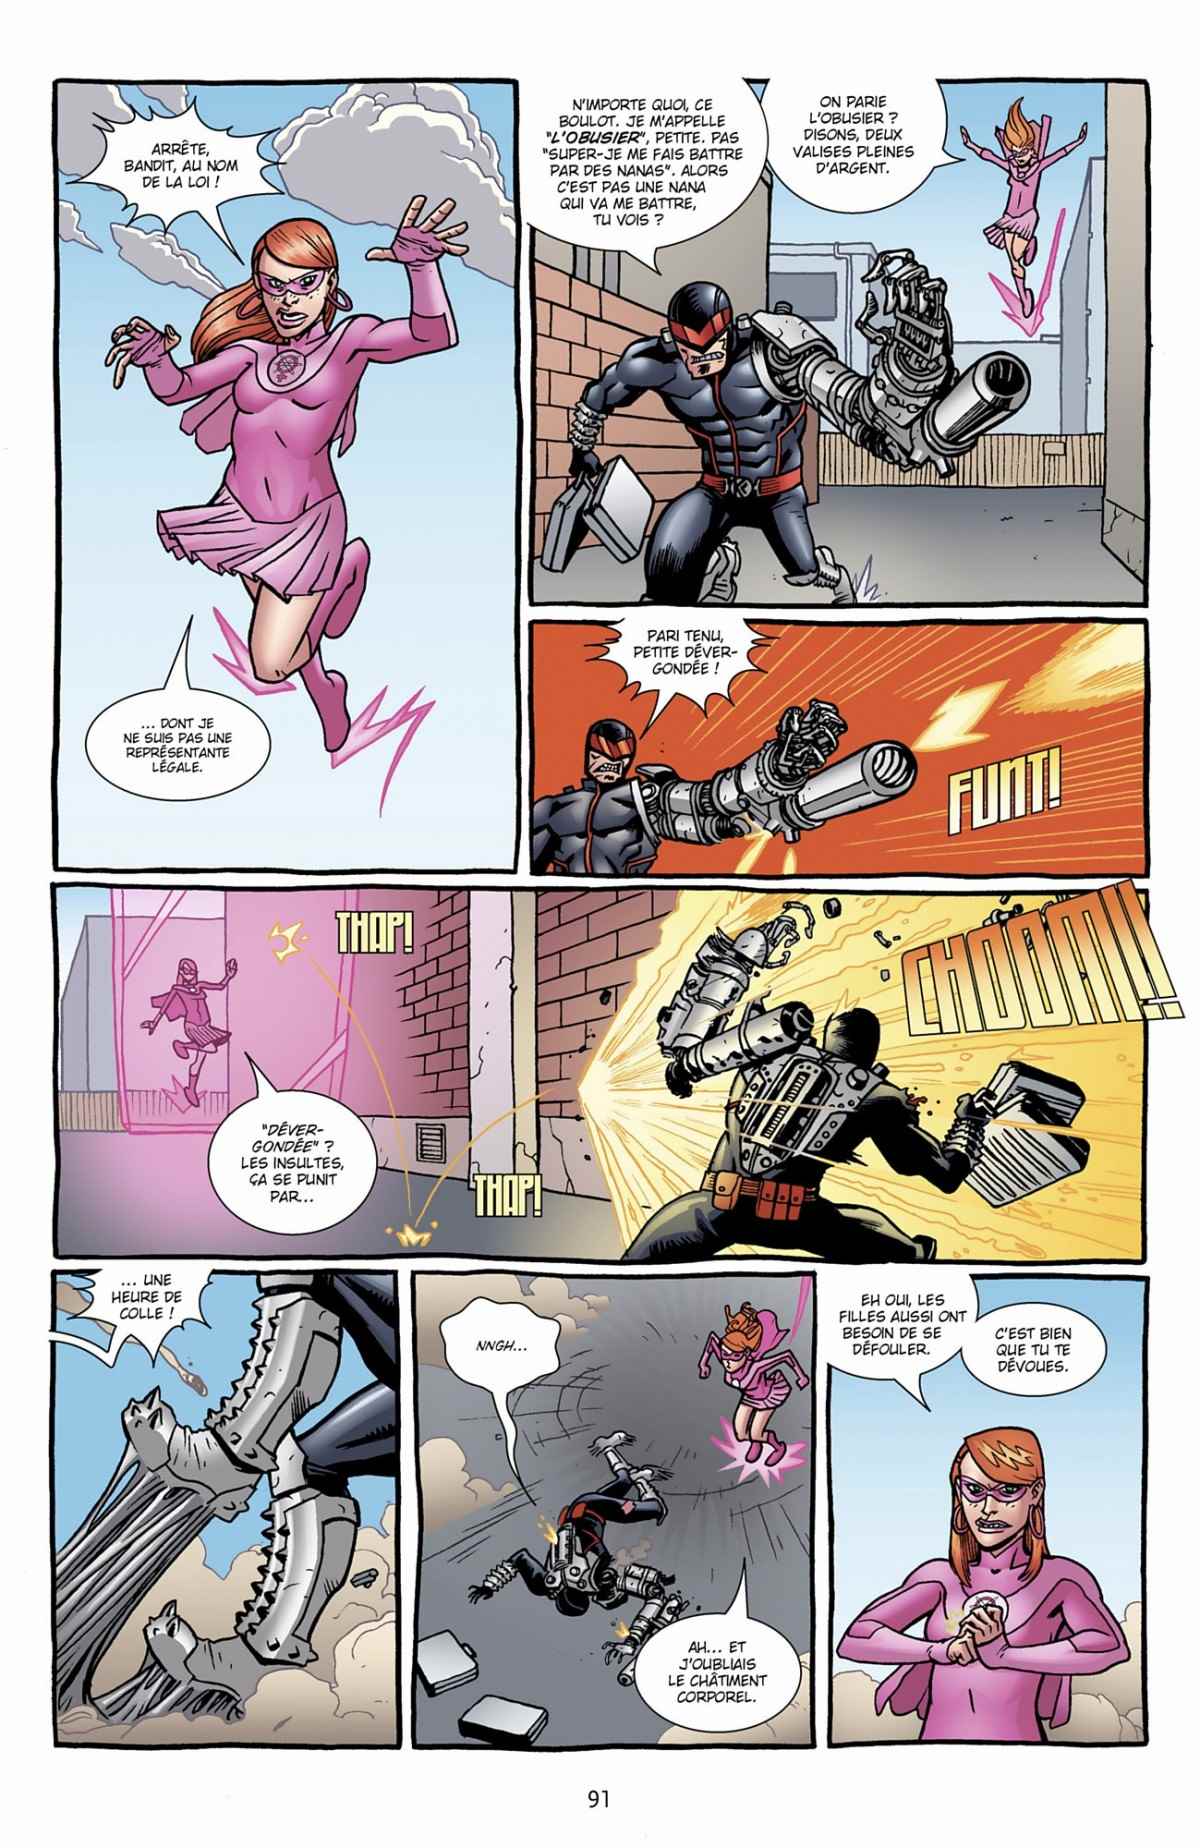 ARRÊTE,
BANDIT, AU NOM
DE LA LOI !
... DONT JE
NE SUIS PAS UNE
REPRÉSENTANTE
LÉGALE.
N'IMPORTE QUOI, CE
BOULOT. JE M'APPELLE
"L'OBUSIER", PETITE. PAS
"SUPER-JE ME FAIS BATTRE
PAR DES NANAS". ALORS
C'EST PAS UNE NANA
QUI VA ME BATTRE,
TU VOIS ?
ON PARIE
L'OBUSIER ?
DISONS, DEUX
VALISES PLEINES
D'ARGENT.
PARI TENU,
PETITE DÉVER-
GONDÉE !
FUNT!
THAP!
"DÉVER-
GONDÉE" ?
LES INSULTES,
ÇA SE PUNIT
PAR...
THAP!
CHOOM!!
... UNE
HEURE DE
COLLE !
NNGH...
AH... ET
J'OUBLIAIS
LE CHÂTIMENT
CORPOREL.
EH OUI, LES
FILLES AUSSI ONT
BESOIN DE SE
DÉFOULER.
C'EST BIEN
QUE TU TE
DÉVOUES.
91